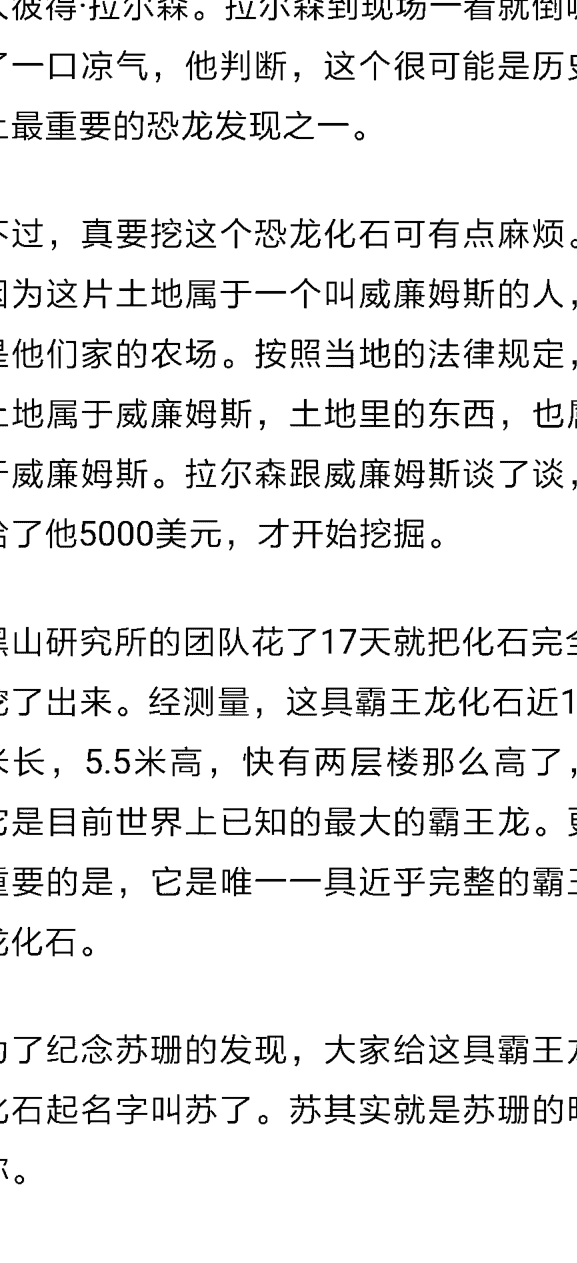 人彼得·拉尔森。拉尔森到现场一看就倒吸
了一口凉气，他判断，这个很可能是历史
上最重要的恐龙发现之一。
不过，真要挖这个恐龙化石可有点麻烦。
因为这片土地属于一个叫威廉姆斯的人，
是他们家的农场。按照当地的法律规定，
土地属于威廉姆斯，土地里的东西，也属
于威廉姆斯。拉尔森跟威廉姆斯谈了谈，
给了他5000美元，才开始挖掘。
黑山研究所的团队花了17天就把化石完全
挖了出来。经测量，这具霸王龙化石近1
米长，5.5米高，快有两层楼那么高了，
它是目前世界上已知的最大的霸王龙。更
重要的是，它是唯一一具近乎完整的霸王
龙化石。
为了纪念苏珊的发现，大家给这具霸王龙
化石起名字叫苏了。苏其实就是苏珊的昵
称。